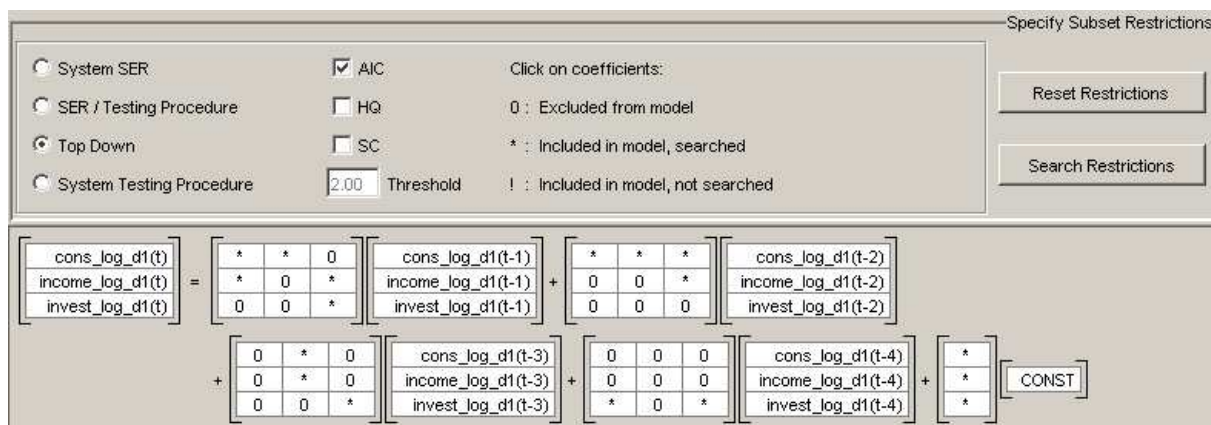 Specify Subset Restrictions
System SER AIC Click on coefficients:
SER / Testing Procedure HQ 0 : Excluded from model
Top Down SC * : Included in model, searched
System Testing Procedure 2.00 Threshold ! : Included in model, not searched
Reset Restrictions
Search Restrictions
cons_log_d1(t) * * 0 cons_log_d1(t-1) * * * cons_log_d1(t-2)
income_log_d1(t) = * 0 * income_log_d1(t-1) + 0 0 * income_log_d1(t-2)
invest_log_d1(t) 0 0 * invest_log_d1(t-1) 0 0 0 invest_log_d1(t-2)
0 * 0 cons_log_d1(t-3) 0 0 0 cons_log_d1(t-4) *
+ 0 * 0 income_log_d1(t-3) + 0 0 0 income_log_d1(t-4) + * CONST
0 0 * invest_log_d1(t-3) * 0 * invest_log_d1(t-4) *